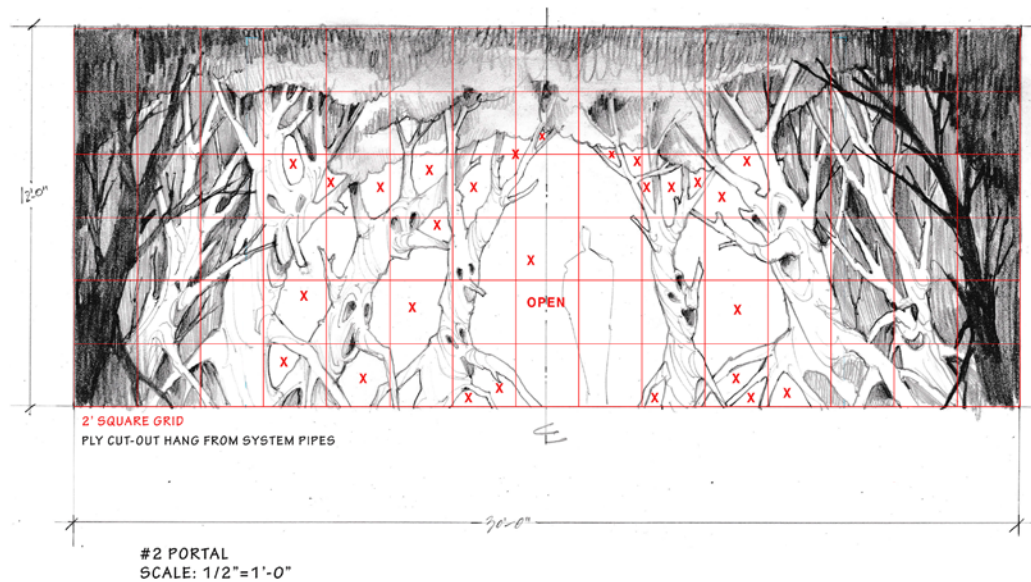 12'-0"
X X
X X X
X X X X X X X X
X X
X
OPEN
X X X
X X X
X X X X X
2' SQUARE GRID
PLY CUT-OUT HANG FROM SYSTEM PIPES
CL
30'-0"
#2 PORTAL
SCALE: 1/2"=1'-0"